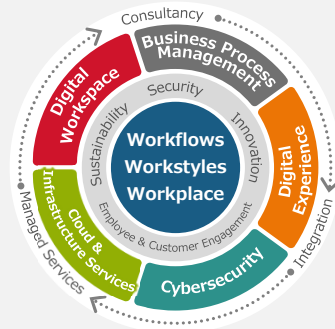 Consultancy
Business Process
Management
Digital
Workspace
Security
Sustainability
Innovation
Workflows
Workstyles
Workplace
Digital
Experience
Employee & Customer Engagement
Cloud &
Infrastructure Services
Cybersecurity
Managed Services
Integration